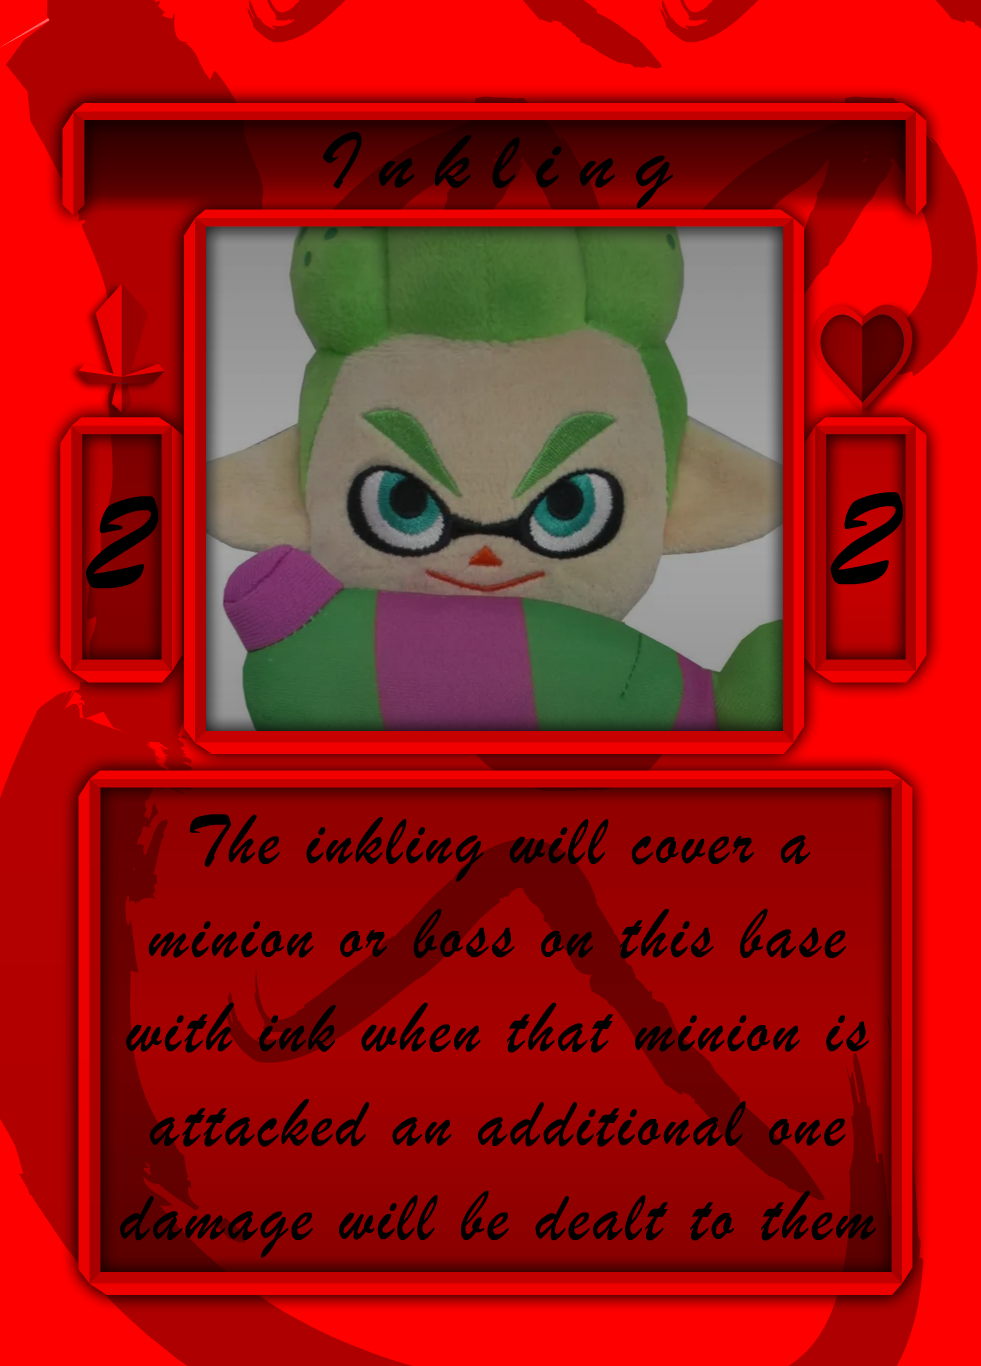 Inkling
2
2
The inkling will cover a
minion or boss on this base
with ink when that minion is
attacked an additional one
damage will be dealt to them